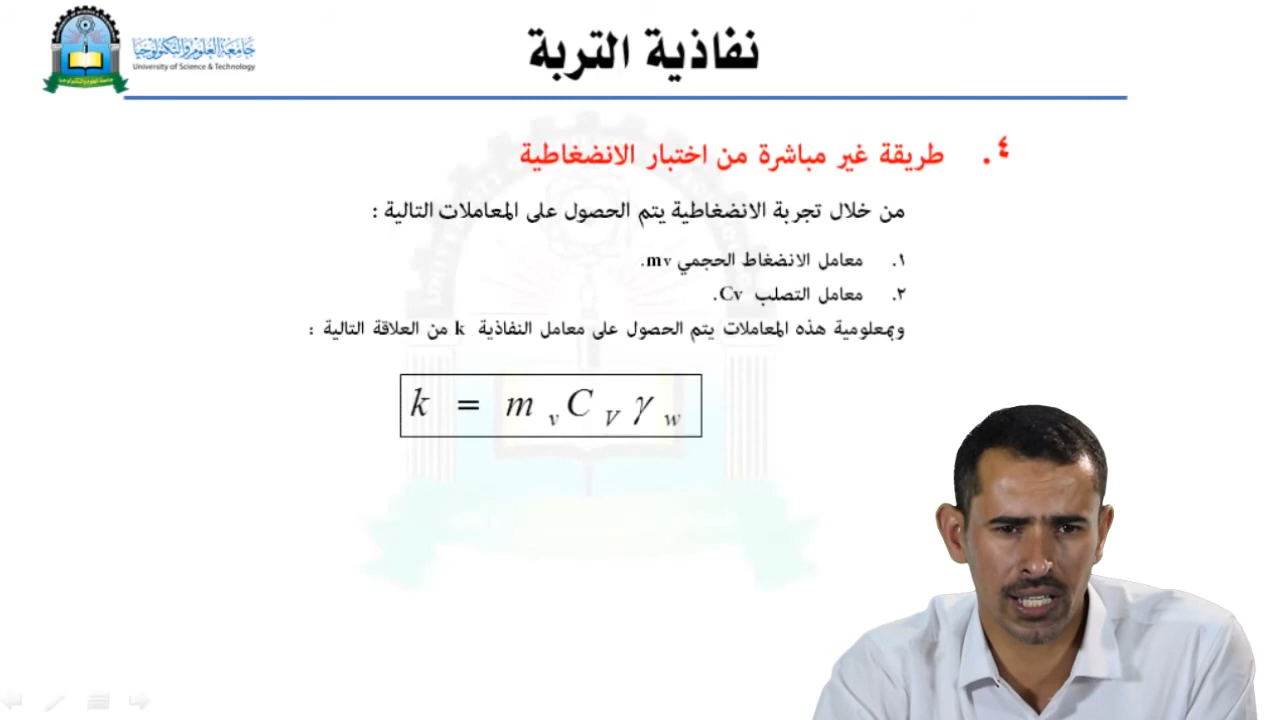 جامعة العلوم والتكنولوجيا
University of Science & Technology
نفاذية التربة
٤. طريقة غير مباشرة من اختبار الانضغاطية
من خلال تجربة الانضغاطية يتم الحصول على المعاملات التالية :
١. معامل الانضغاط الحجمي mv.
٢. معامل التصلب Cv.
وبمعلومية هذه المعاملات يتم الحصول على معامل النفاذية k من العلاقة التالية :
k = m v C V γ w